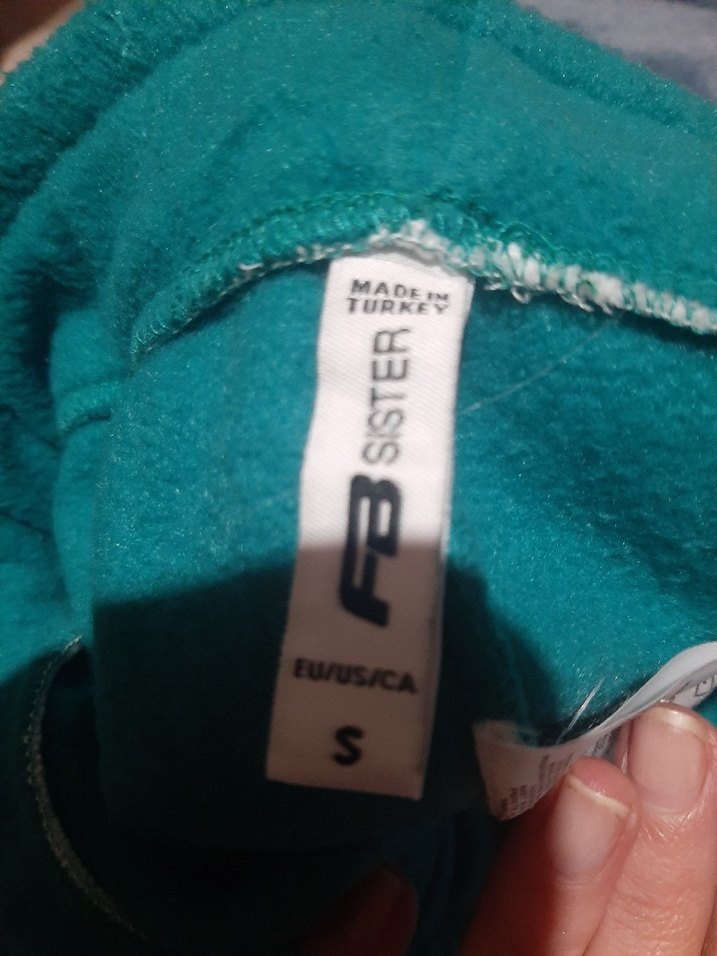 MADE IN
TURKEY
FB SISTER
EU/US/CA
S